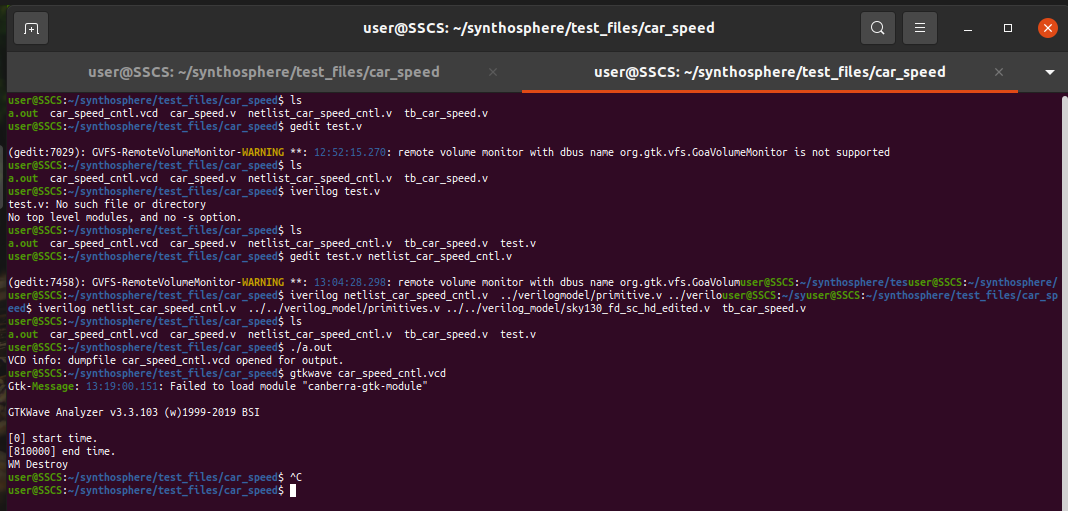 user@SSCS: ~/synthosphere/test_files/car_speed
user@SSCS: ~/synthosphere/test_files/car_speed × user@SSCS: ~/synthosphere/test_files/car_speed ×
user@SSCS:~/synthosphere/test_files/car_speed$ ls
a.out  car_speed_cntl.vcd  car_speed.v  netlist_car_speed_cntl.v  tb_car_speed.v
user@SSCS:~/synthosphere/test_files/car_speed$ gedit test.v

(gedit:7029): GVFS-RemoteVolumeMonitor-WARNING **: 12:52:15.270: remote volume monitor with dbus name org.gtk.vfs.GoaVolumeMonitor is not supported
user@SSCS:~/synthosphere/test_files/car_speed$ ls
a.out  car_speed_cntl.vcd  car_speed.v  netlist_car_speed_cntl.v  tb_car_speed.v
user@SSCS:~/synthosphere/test_files/car_speed$ iverilog test.v
test.v: No such file or directory
No top level modules, and no -s option.
user@SSCS:~/synthosphere/test_files/car_speed$ ls
a.out  car_speed_cntl.vcd  car_speed.v  netlist_car_speed_cntl.v  tb_car_speed.v  test.v
user@SSCS:~/synthosphere/test_files/car_speed$ gedit test.v netlist_car_speed_cntl.v

(gedit:7458): GVFS-RemoteVolumeMonitor-WARNING **: 13:04:28.298: remote volume monitor with dbus name org.gtk.vfs.GoaVolumuser@SSCS:~/synthosphere/tesuser@SSCS:~/synthosphere/
user@SSCS:~/synthosphere/test_files/car_speed$ iverilog netlist_car_speed_cntl.v  ../verilogmodel/primitive.v ../verilouser@SSCS:~/syuser@SSCS:~/synthosphere/test_files/car_sp
eed$ iverilog netlist_car_speed_cntl.v  ../../verilog_model/primitives.v ../../verilog_model/sky130_fd_sc_hd_edited.v  tb_car_speed.v
user@SSCS:~/synthosphere/test_files/car_speed$ ls
a.out  car_speed_cntl.vcd  car_speed.v  netlist_car_speed_cntl.v  tb_car_speed.v  test.v
user@SSCS:~/synthosphere/test_files/car_speed$ ./a.out
VCD info: dumpfile car_speed_cntl.vcd opened for output.
user@SSCS:~/synthosphere/test_files/car_speed$ gtkwave car_speed_cntl.vcd
Gtk-Message: 13:19:00.151: Failed to load module "canberra-gtk-module"

GTKWave Analyzer v3.3.103 (w)1999-2019 BSI

[0] start time.
[810000] end time.
WM Destroy
user@SSCS:~/synthosphere/test_files/car_speed$ ^C
user@SSCS:~/synthosphere/test_files/car_speed$